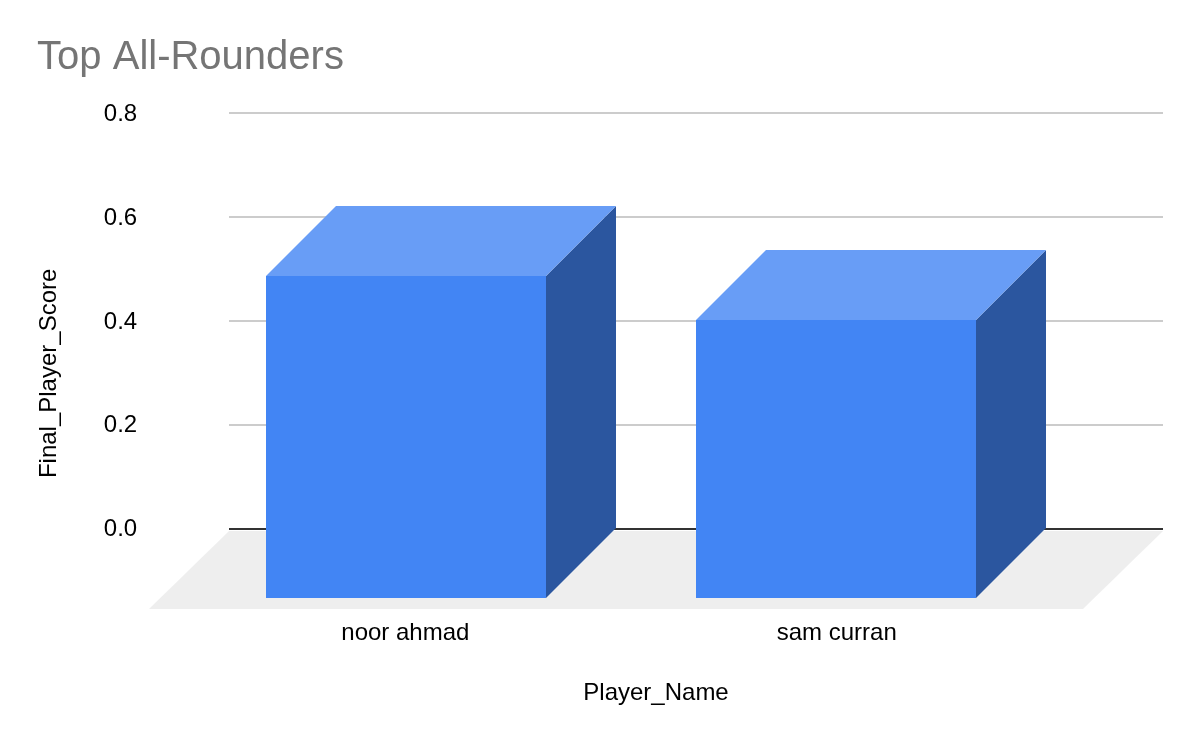 Top All-Rounders
Final_Player_Score
0.8
0.6
0.4
0.2
0.0
noor ahmad
sam curran
Player_Name